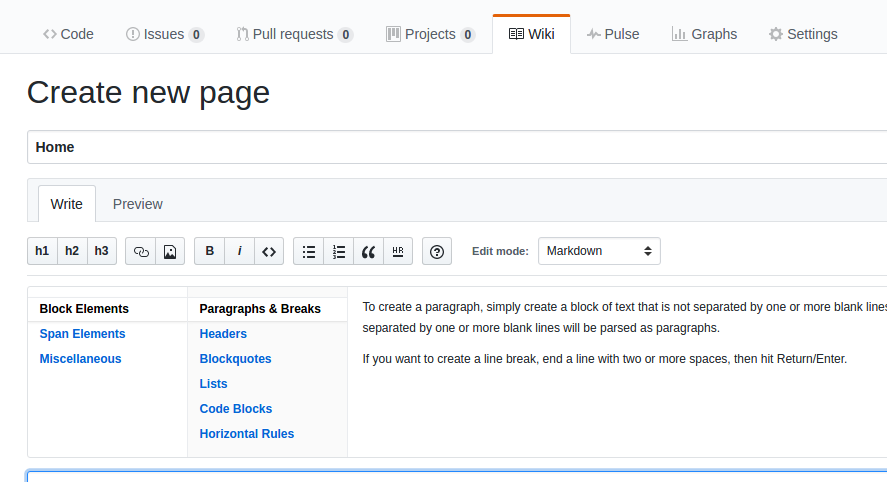 Code Issues 0 Pull requests 0 Projects 0 Wiki Pulse Graphs Settings
Create new page
Home
Write Preview
h1 h2 h3 B i HR Edit mode: Markdown
Block Elements
Span Elements
Miscellaneous
Paragraphs & Breaks
Headers
Blockquotes
Lists
Code Blocks
Horizontal Rules
To create a paragraph, simply create a block of text that is not separated by one or more blank lines
separated by one or more blank lines will be parsed as paragraphs.
If you want to create a line break, end a line with two or more spaces, then hit Return/Enter.